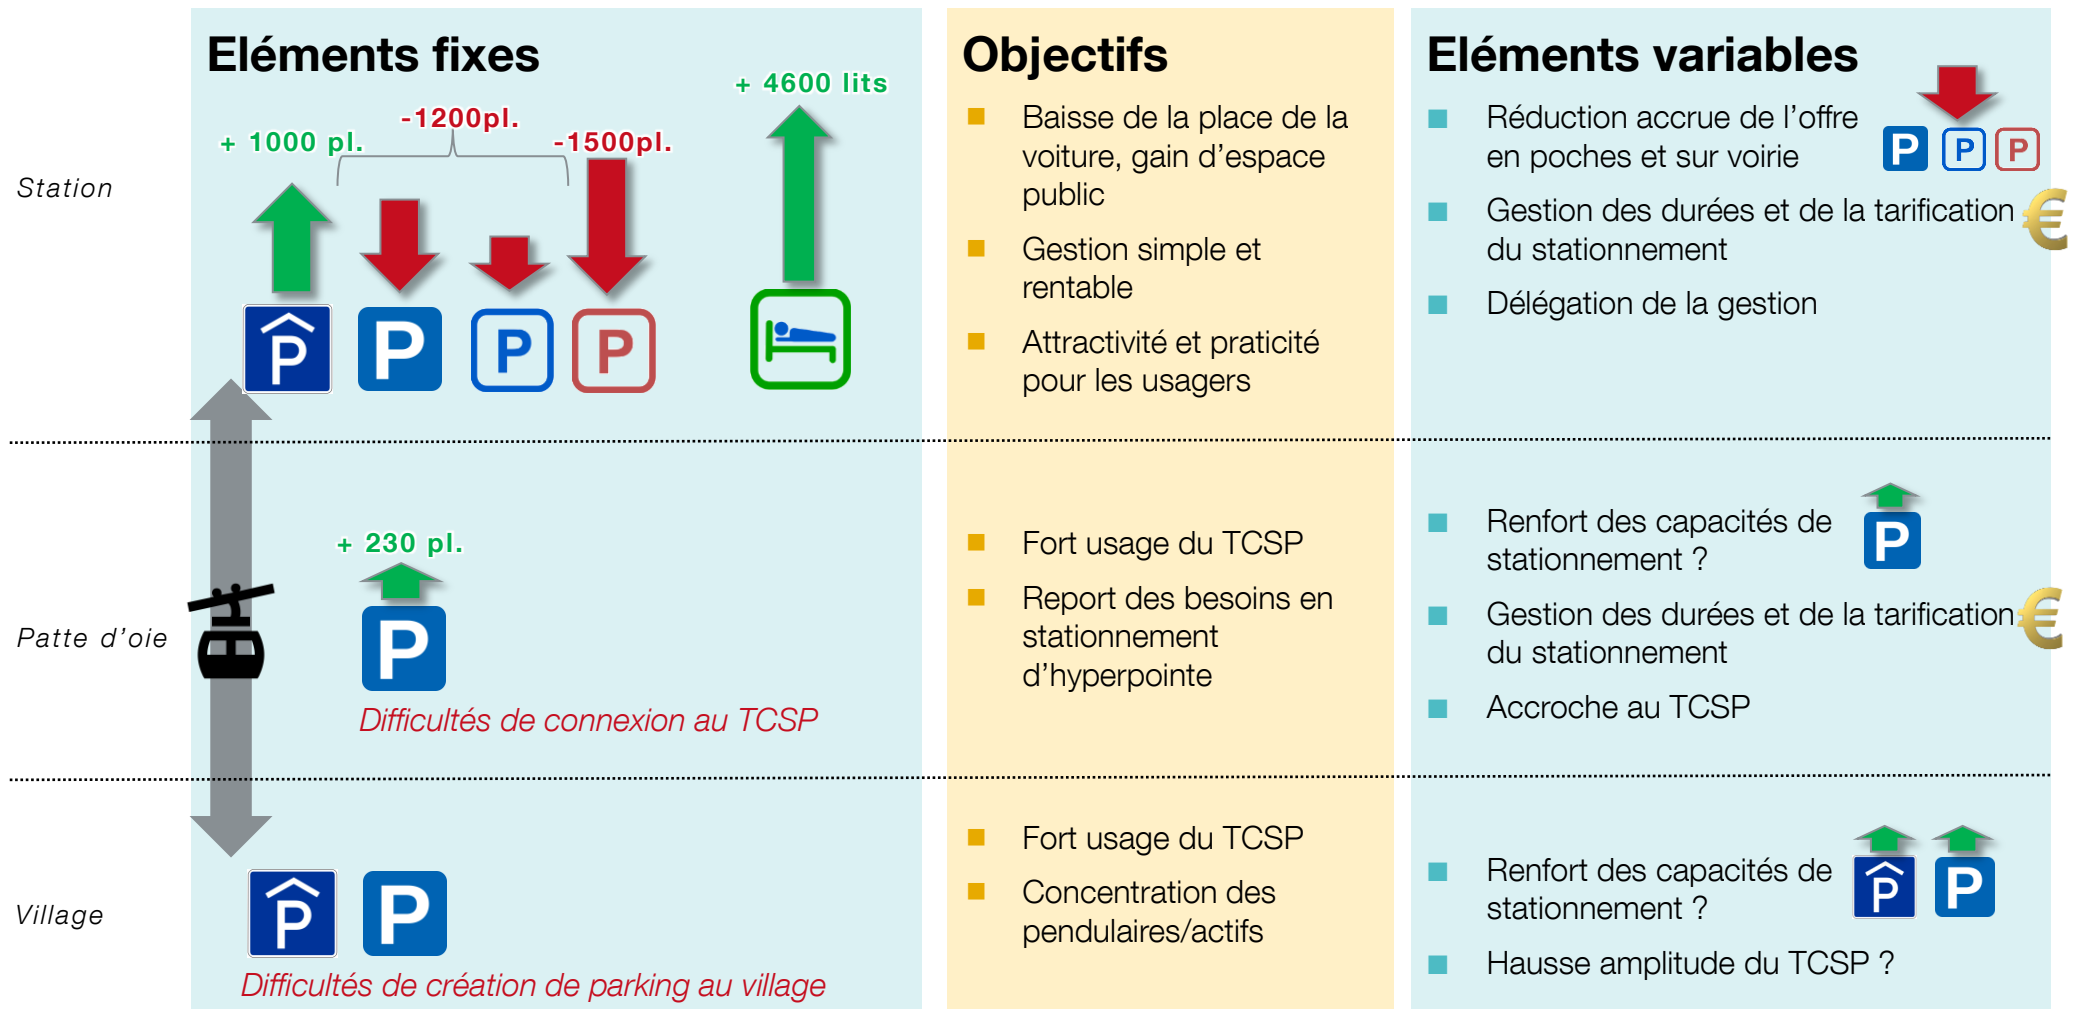 Eléments fixes
+ 4600 lits
-1200pl.
+ 1000 pl.
-1500pl.
Station
P
P
P
P
Objectifs
Baisse de la place de la
voiture, gain d’espace
public
Gestion simple et
rentable
Attractivité et praticité
pour les usagers
Eléments variables
Réduction accrue de l’offre
en poches et sur voirie
P
P
P
Gestion des durées et de la tarification
€
du stationnement
Délégation de la gestion
Patte d’oie
+ 230 pl.
P
Difficultés de connexion au TCSP
Fort usage du TCSP
Report des besoins en
stationnement
d’hyperpointe
Renfort des capacités de
stationnement ?
P
Gestion des durées et de la tarification
€
du stationnement
Accroche au TCSP
Village
P
P
Difficultés de création de parking au village
Fort usage du TCSP
Concentration des
pendulaires/actifs
Renfort des capacités de
stationnement ?
P
P
Hausse amplitude du TCSP ?